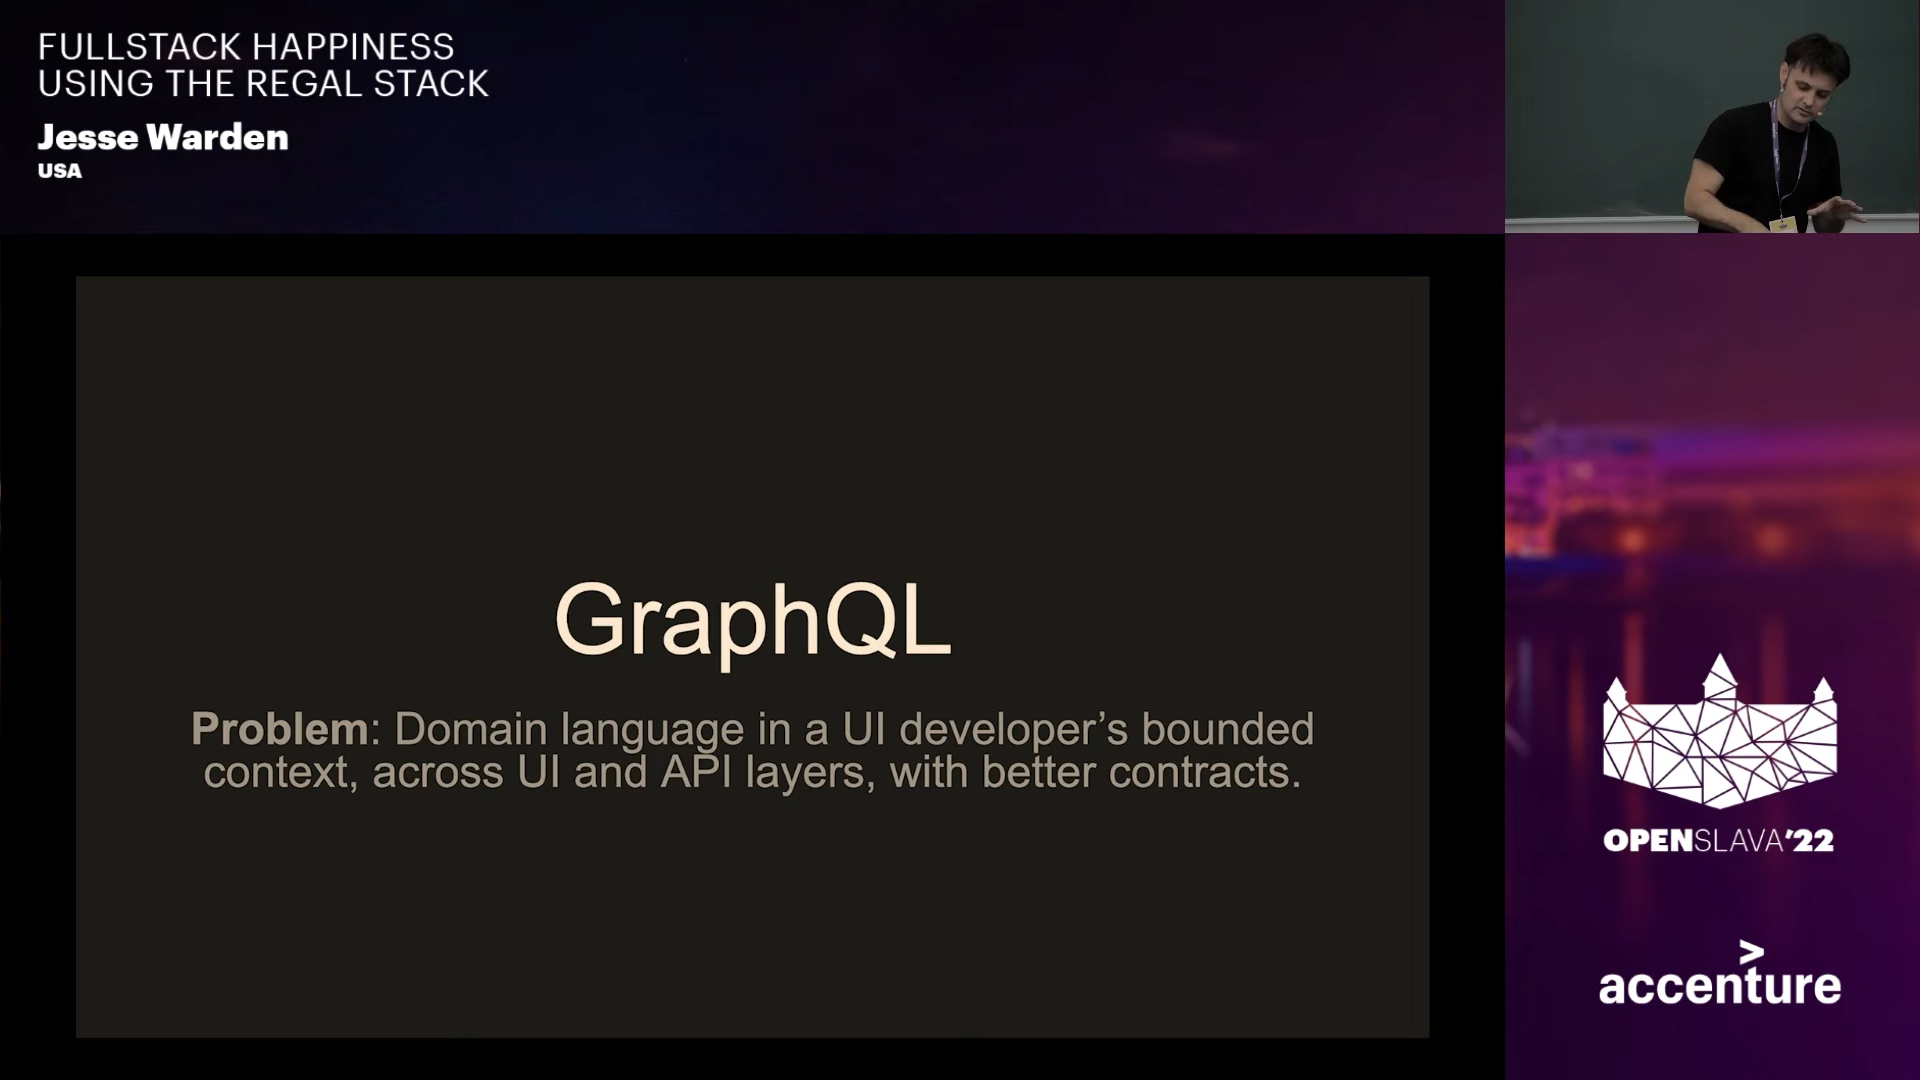 FULLSTACK HAPPINESS
USING THE REGAL STACK
Jesse Warden
USA
GraphQL
Problem: Domain language in a UI developer’s bounded
context, across UI and API layers, with better contracts.
OPENSLAVA’22
>
accenture